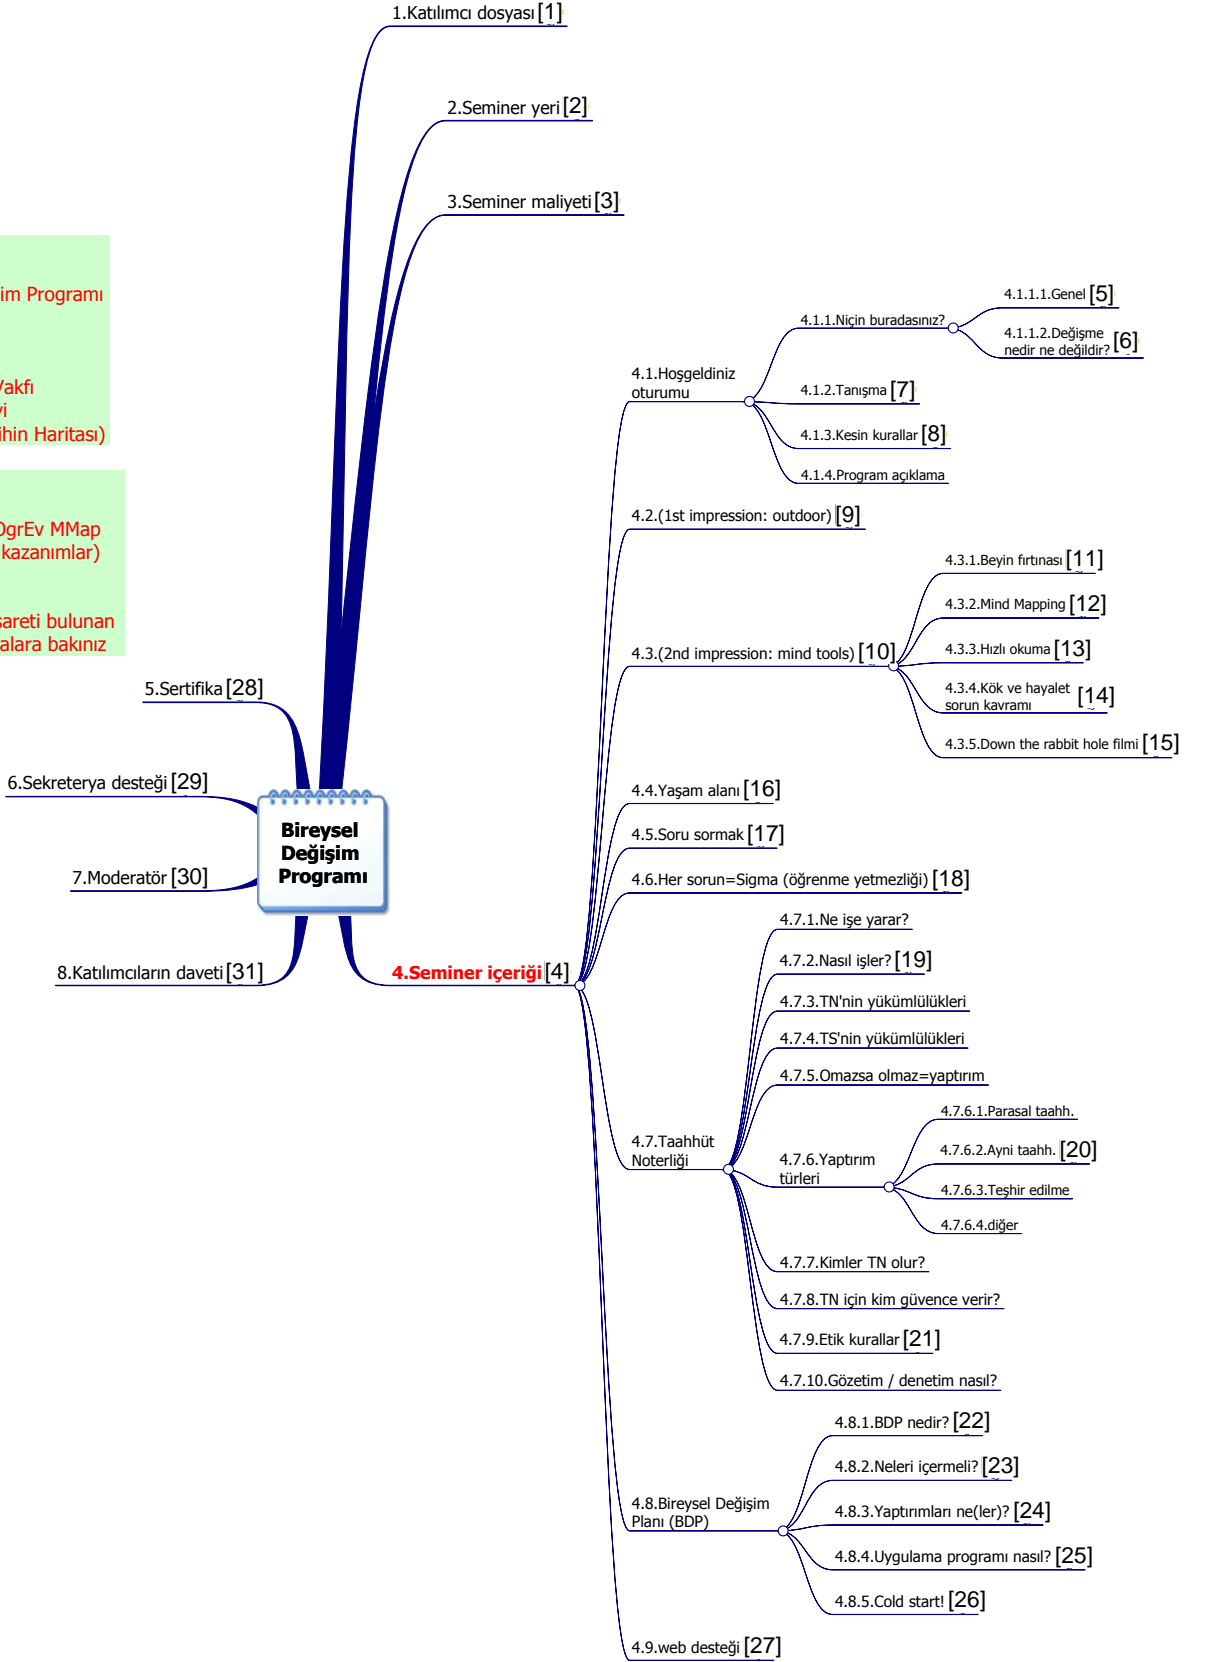 1.Katılımcı dosyası [1]
2.Seminer yeri [2]
3.Seminer maliyeti [3]
im Programı
Vakfı
vi
ihin Haritası)
OgrEv MMap
kazanımlar)
şareti bulunan
alara bakınız
5.Sertifika [28]
6.Sekreterya desteği [29]
7.Moderatör [30]
8.Katılımcıların daveti [31]
Bireysel
Değişim
Programı
4.Seminer içeriği [4]
4.1.Hoşgeldiniz
oturumu
4.1.1.Niçin buradasınız?
4.1.1.1.Genel [5]
4.1.1.2.Değişme
nedir ne değildir? [6]
4.1.2.Tanışma [7]
4.1.3.Kesin kurallar [8]
4.1.4.Program açıklama
4.2.(1st impression: outdoor) [9]
4.3.(2nd impression: mind tools) [10]
4.3.1.Beyin fırtınası [11]
4.3.2.Mind Mapping [12]
4.3.3.Hızlı okuma [13]
4.3.4.Kök ve hayalet
sorun kavramı [14]
4.3.5.Down the rabbit hole filmi [15]
4.4.Yaşam alanı [16]
4.5.Soru sormak [17]
4.6.Her sorun=Sigma (öğrenme yetmezliği) [18]
4.7.Taahhüt
Noterliği
4.7.1.Ne işe yarar?
4.7.2.Nasıl işler? [19]
4.7.3.TN'nin yükümlülükleri
4.7.4.TS'nin yükümlülükleri
4.7.5.Omazsa olmaz=yaptırım
4.7.6.Yaptırım
türleri
4.7.6.1.Parasal taahh.
4.7.6.2.Ayni taahh. [20]
4.7.6.3.Teşhir edilme
4.7.6.4.diğer
4.7.7.Kimler TN olur?
4.7.8.TN için kim güvence verir?
4.7.9.Etik kurallar [21]
4.7.10.Gözetim / denetim nasıl?
4.8.Bireysel Değişim
Planı (BDP)
4.8.1.BDP nedir? [22]
4.8.2.Neleri içermeli? [23]
4.8.3.Yaptırımları ne(ler)? [24]
4.8.4.Uygulama programı nasıl? [25]
4.8.5.Cold start! [26]
4.9.web desteği [27]